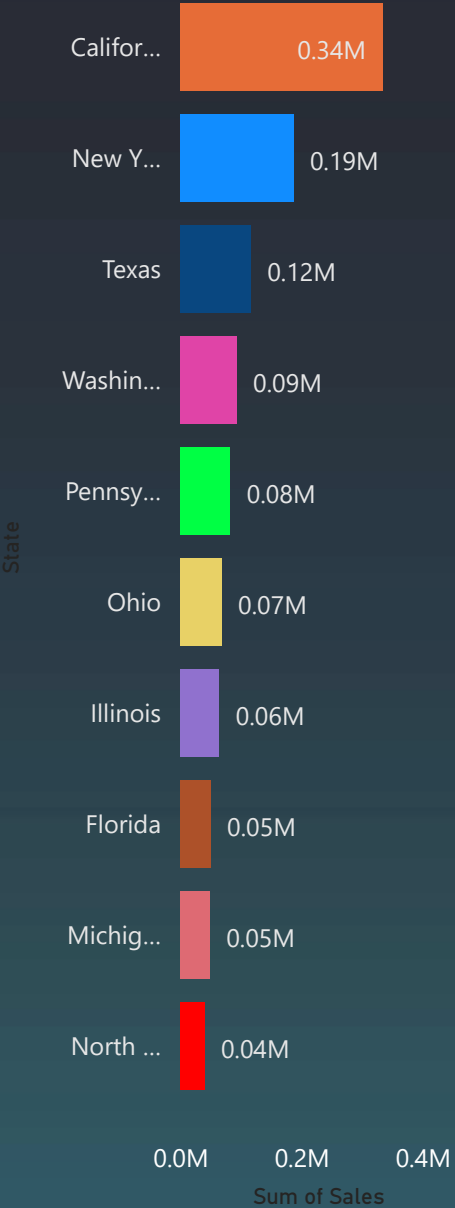 Califor...
0.34M
New Y...
0.19M
Texas
0.12M
Washin...
0.09M
Pennsy...
0.08M
State
Ohio
0.07M
Illinois
0.06M
Florida
0.05M
Michig...
0.05M
North ...
0.04M
0.0M 0.2M 0.4M
Sum of Sales